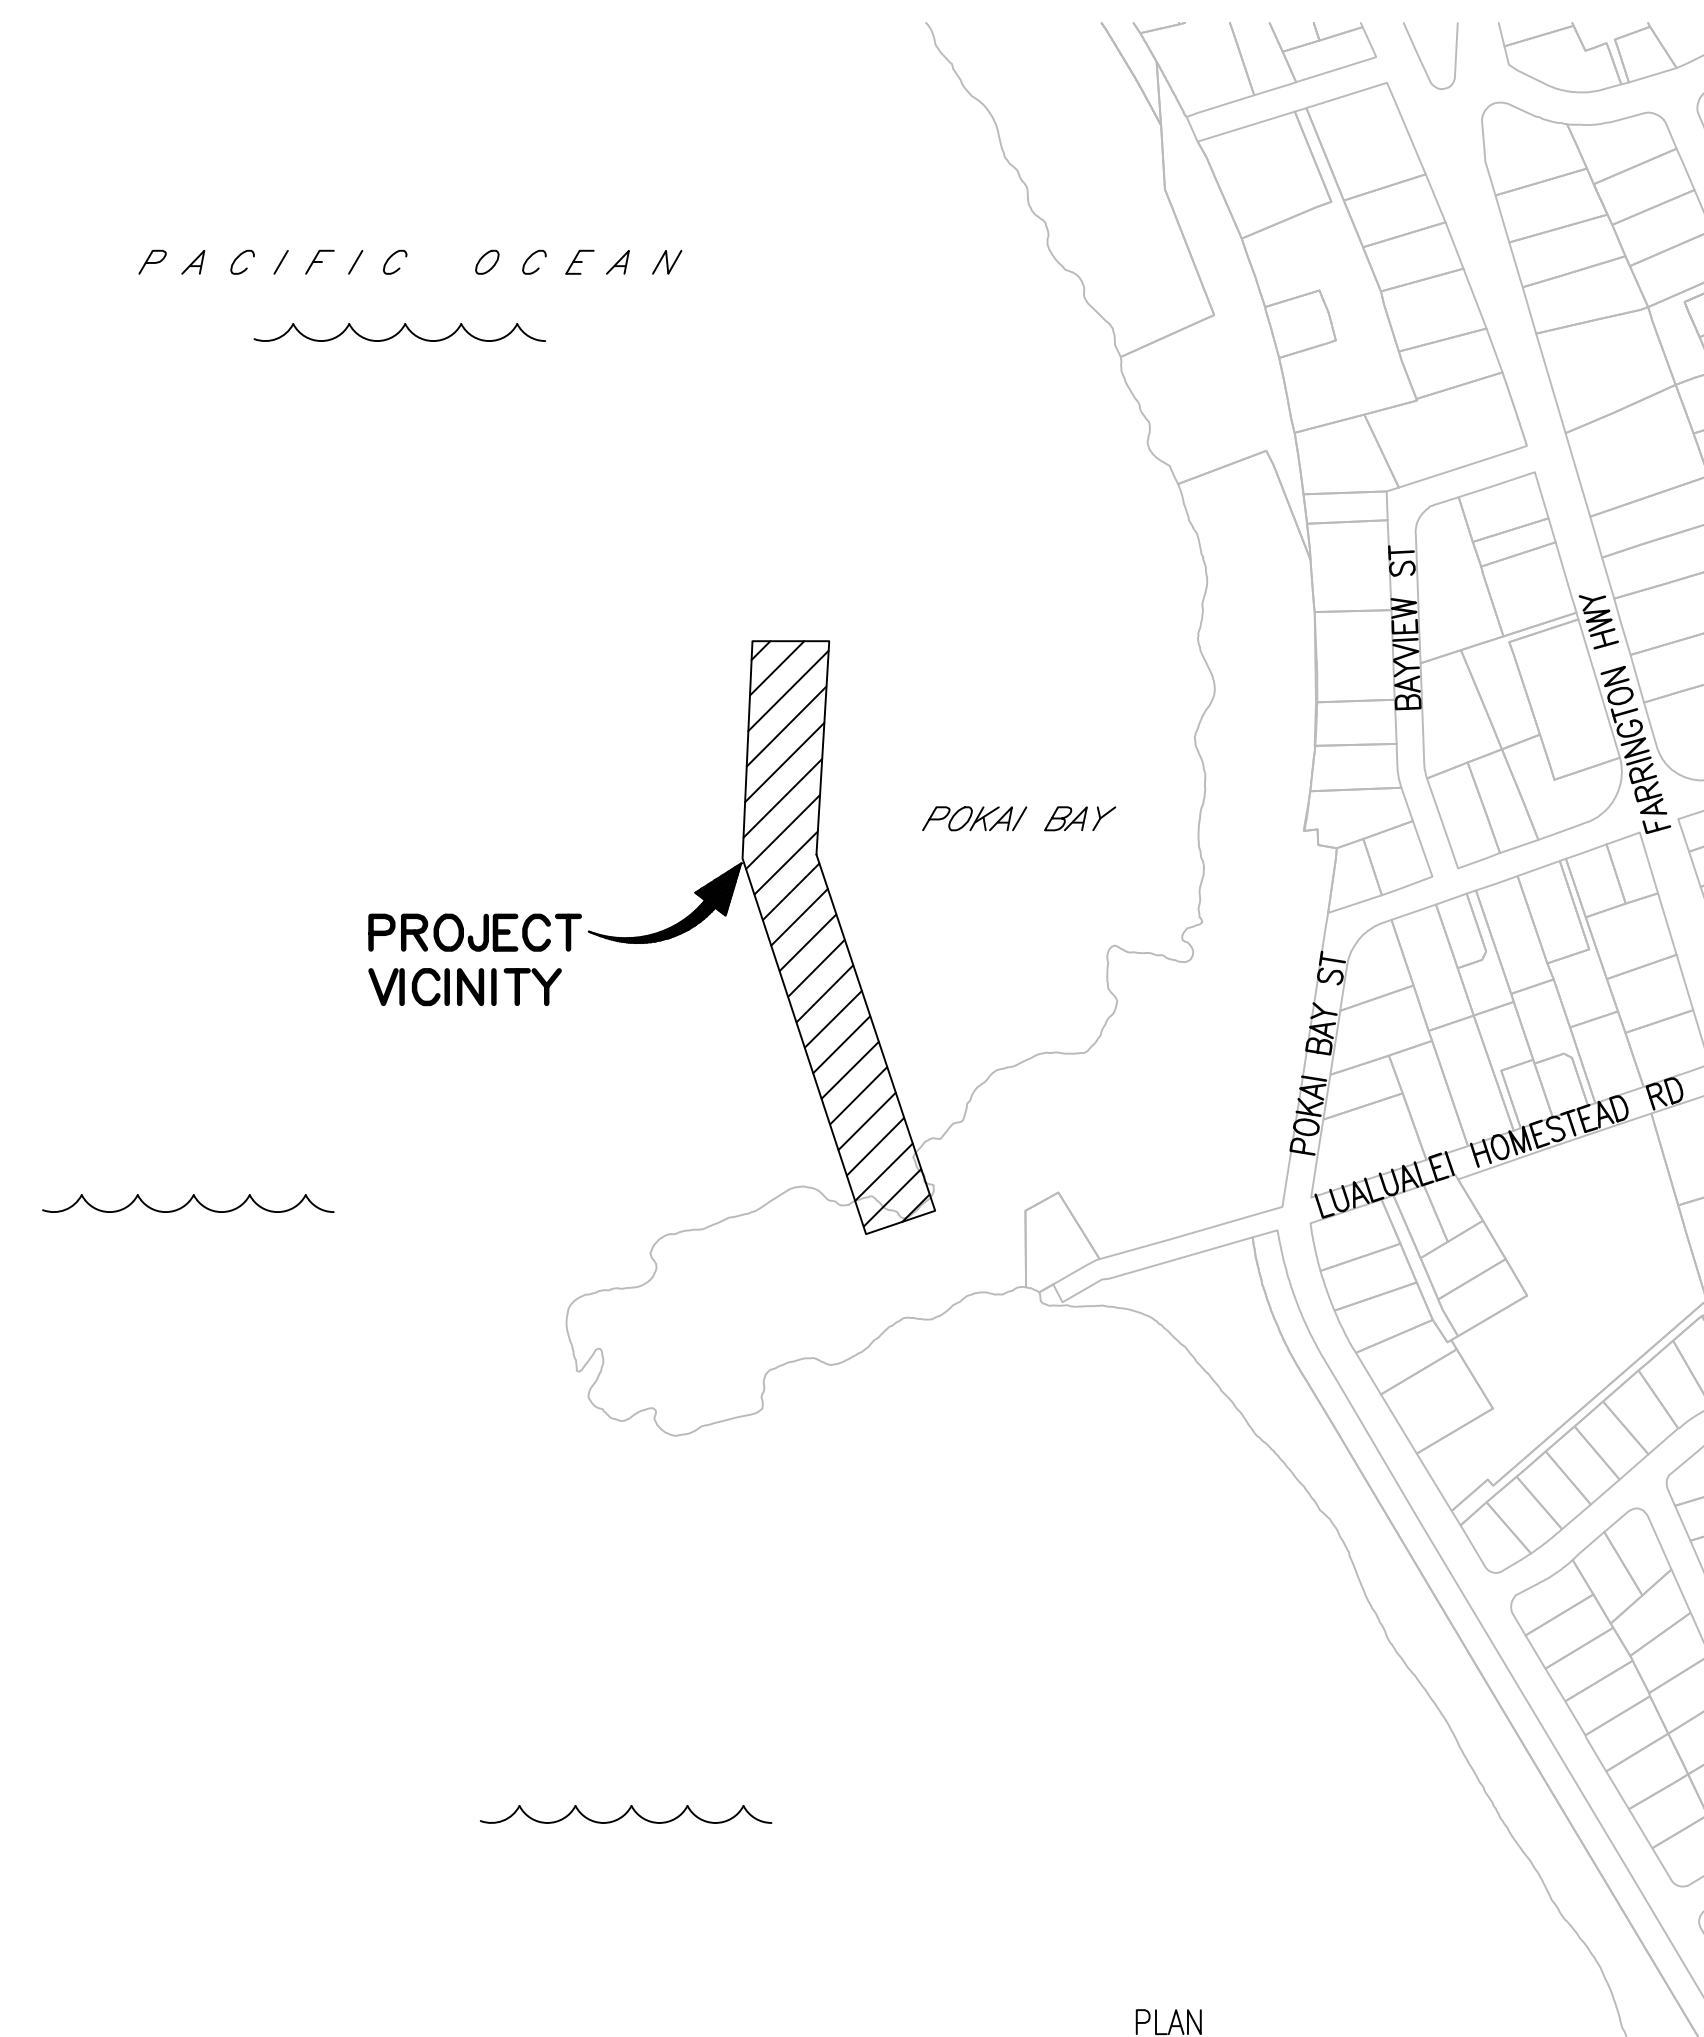 PACIFIC OCEAN
BAYVIEW ST
FARRINGTON HWY
POKAI BAY
PROJECT
VICINITY
POKAI BAY ST
LUALUALEI HOMESTEAD RD
PLAN